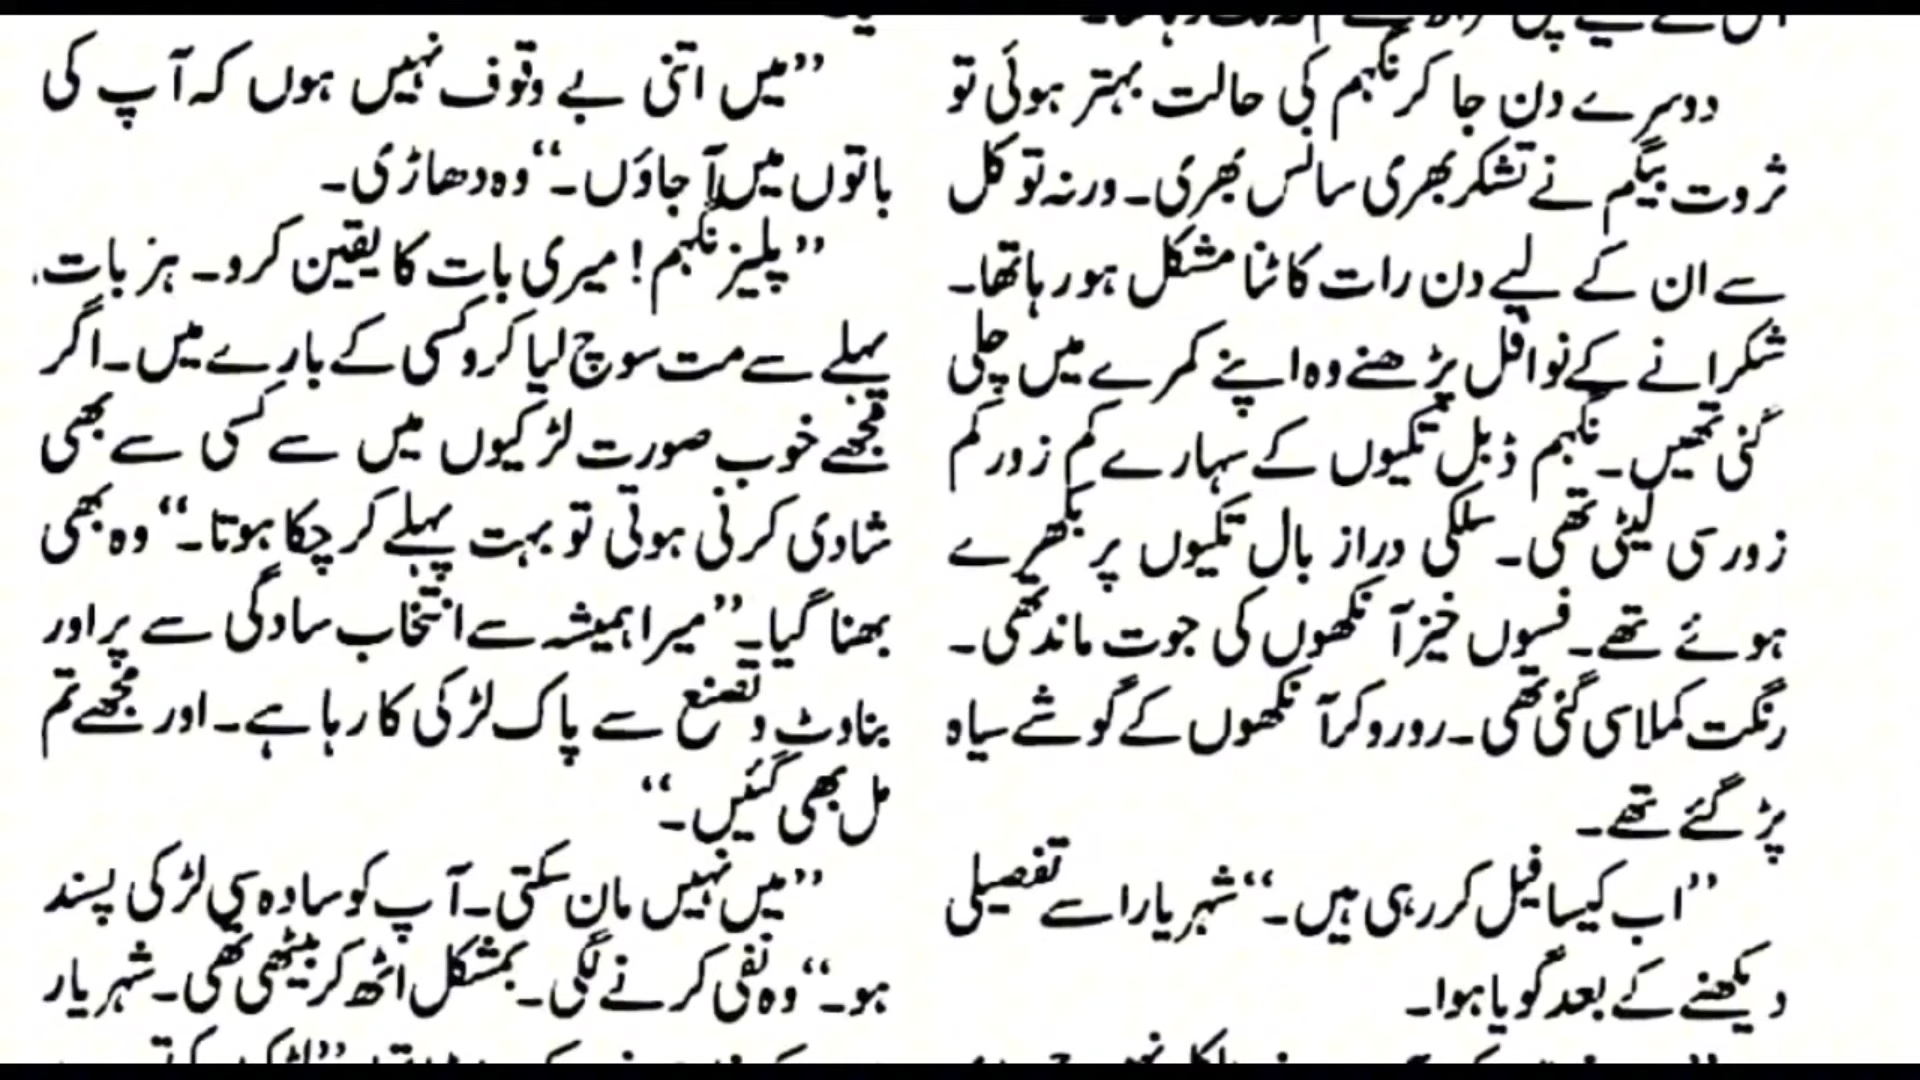 دوسرے دن جا کر نگہم کی حالت بہتر ہوئی تو
ثروت بیگم نے تشکر بھری سانس بھری۔ ورنہ تو کل
سے ان کے لیے دن رات کاٹنا مشکل ہو رہا تھا۔
شکرانے کے نوافل پڑھنے وہ اپنے کمرے میں چلی
گئی تھیں۔ نگہم ڈبل تکیوں کے سہارے کم زور کم
زور سی لیٹی تھی۔ سلکی دراز بال تکیوں پر بکھرے
ہوئے تھے۔ فسوں خیز آنکھوں کی جوت ماند تھی۔
رنگت کملا سی گئی تھی۔ رو رو کر آنکھوں کے گوشے سیاہ
پڑ گئے تھے۔
”اب کیسا فیل کر رہی ہیں۔“ شہریار اسے تفصیلی
دیکھنے کے بعد گویا ہوا۔
”میں اتنی بے وقوف نہیں ہوں کہ آپ کی
باتوں میں آ جاؤں۔“ وہ دھاڑی۔
”پلیز نگہم! میری بات کا یقین کرو۔ ہر بات
پہلے سے مت سوچ لیا کرو کسی کے بارے میں۔ اگر
مجھے خوب صورت لڑکیوں میں سے کسی سے بھی
شادی کرنی ہوتی تو بہت پہلے کر چکا ہوتا۔“ وہ بھی
بھنا گیا۔ ”میرا ہمیشہ سے انتخاب سادگی سے پر اور
بناوٹ و تصنع سے پاک لڑکی کا رہا ہے۔ اور مجھے تم
مل بھی گئیں۔“
”میں نہیں مان سکتی۔ آپ کو سادہ سی لڑکی پسند
ہو۔“ وہ نفی کرنے لگی۔ بمشکل اٹھ کر بیٹھی تھی۔ شہریار